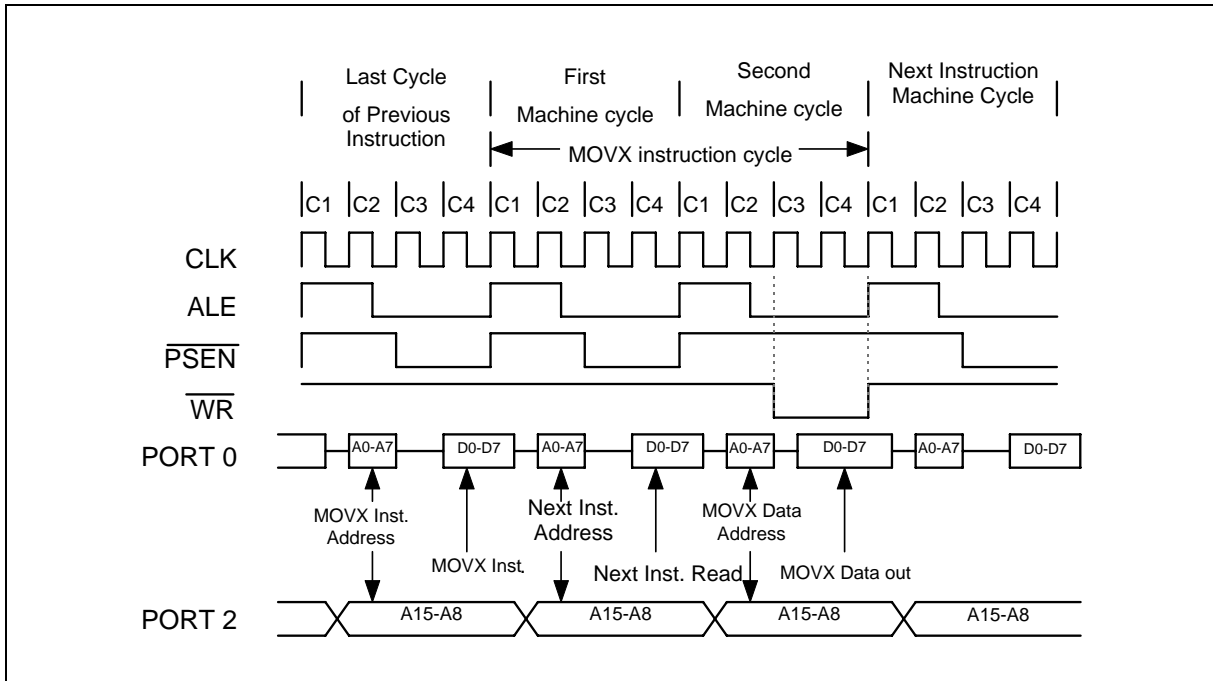 Last Cycle
of Previous
Instruction
First
Machine cycle
Second
Machine cycle
Next Instruction
Machine Cycle
MOVX instruction cycle
C1 C2 C3 C4 C1 C2 C3 C4 C1 C2 C3 C4 C1 C2 C3 C4
CLK
ALE
PSEN
WR
PORT 0
A0-A7 D0-D7 A0-A7 D0-D7 A0-A7 D0-D7 A0-A7 D0-D7
MOVX Inst.
Address
MOVX Inst.
Next Inst.
Address
Next Inst. Read
MOVX Data
Address
MOVX Data out
PORT 2
A15-A8 A15-A8 A15-A8 A15-A8